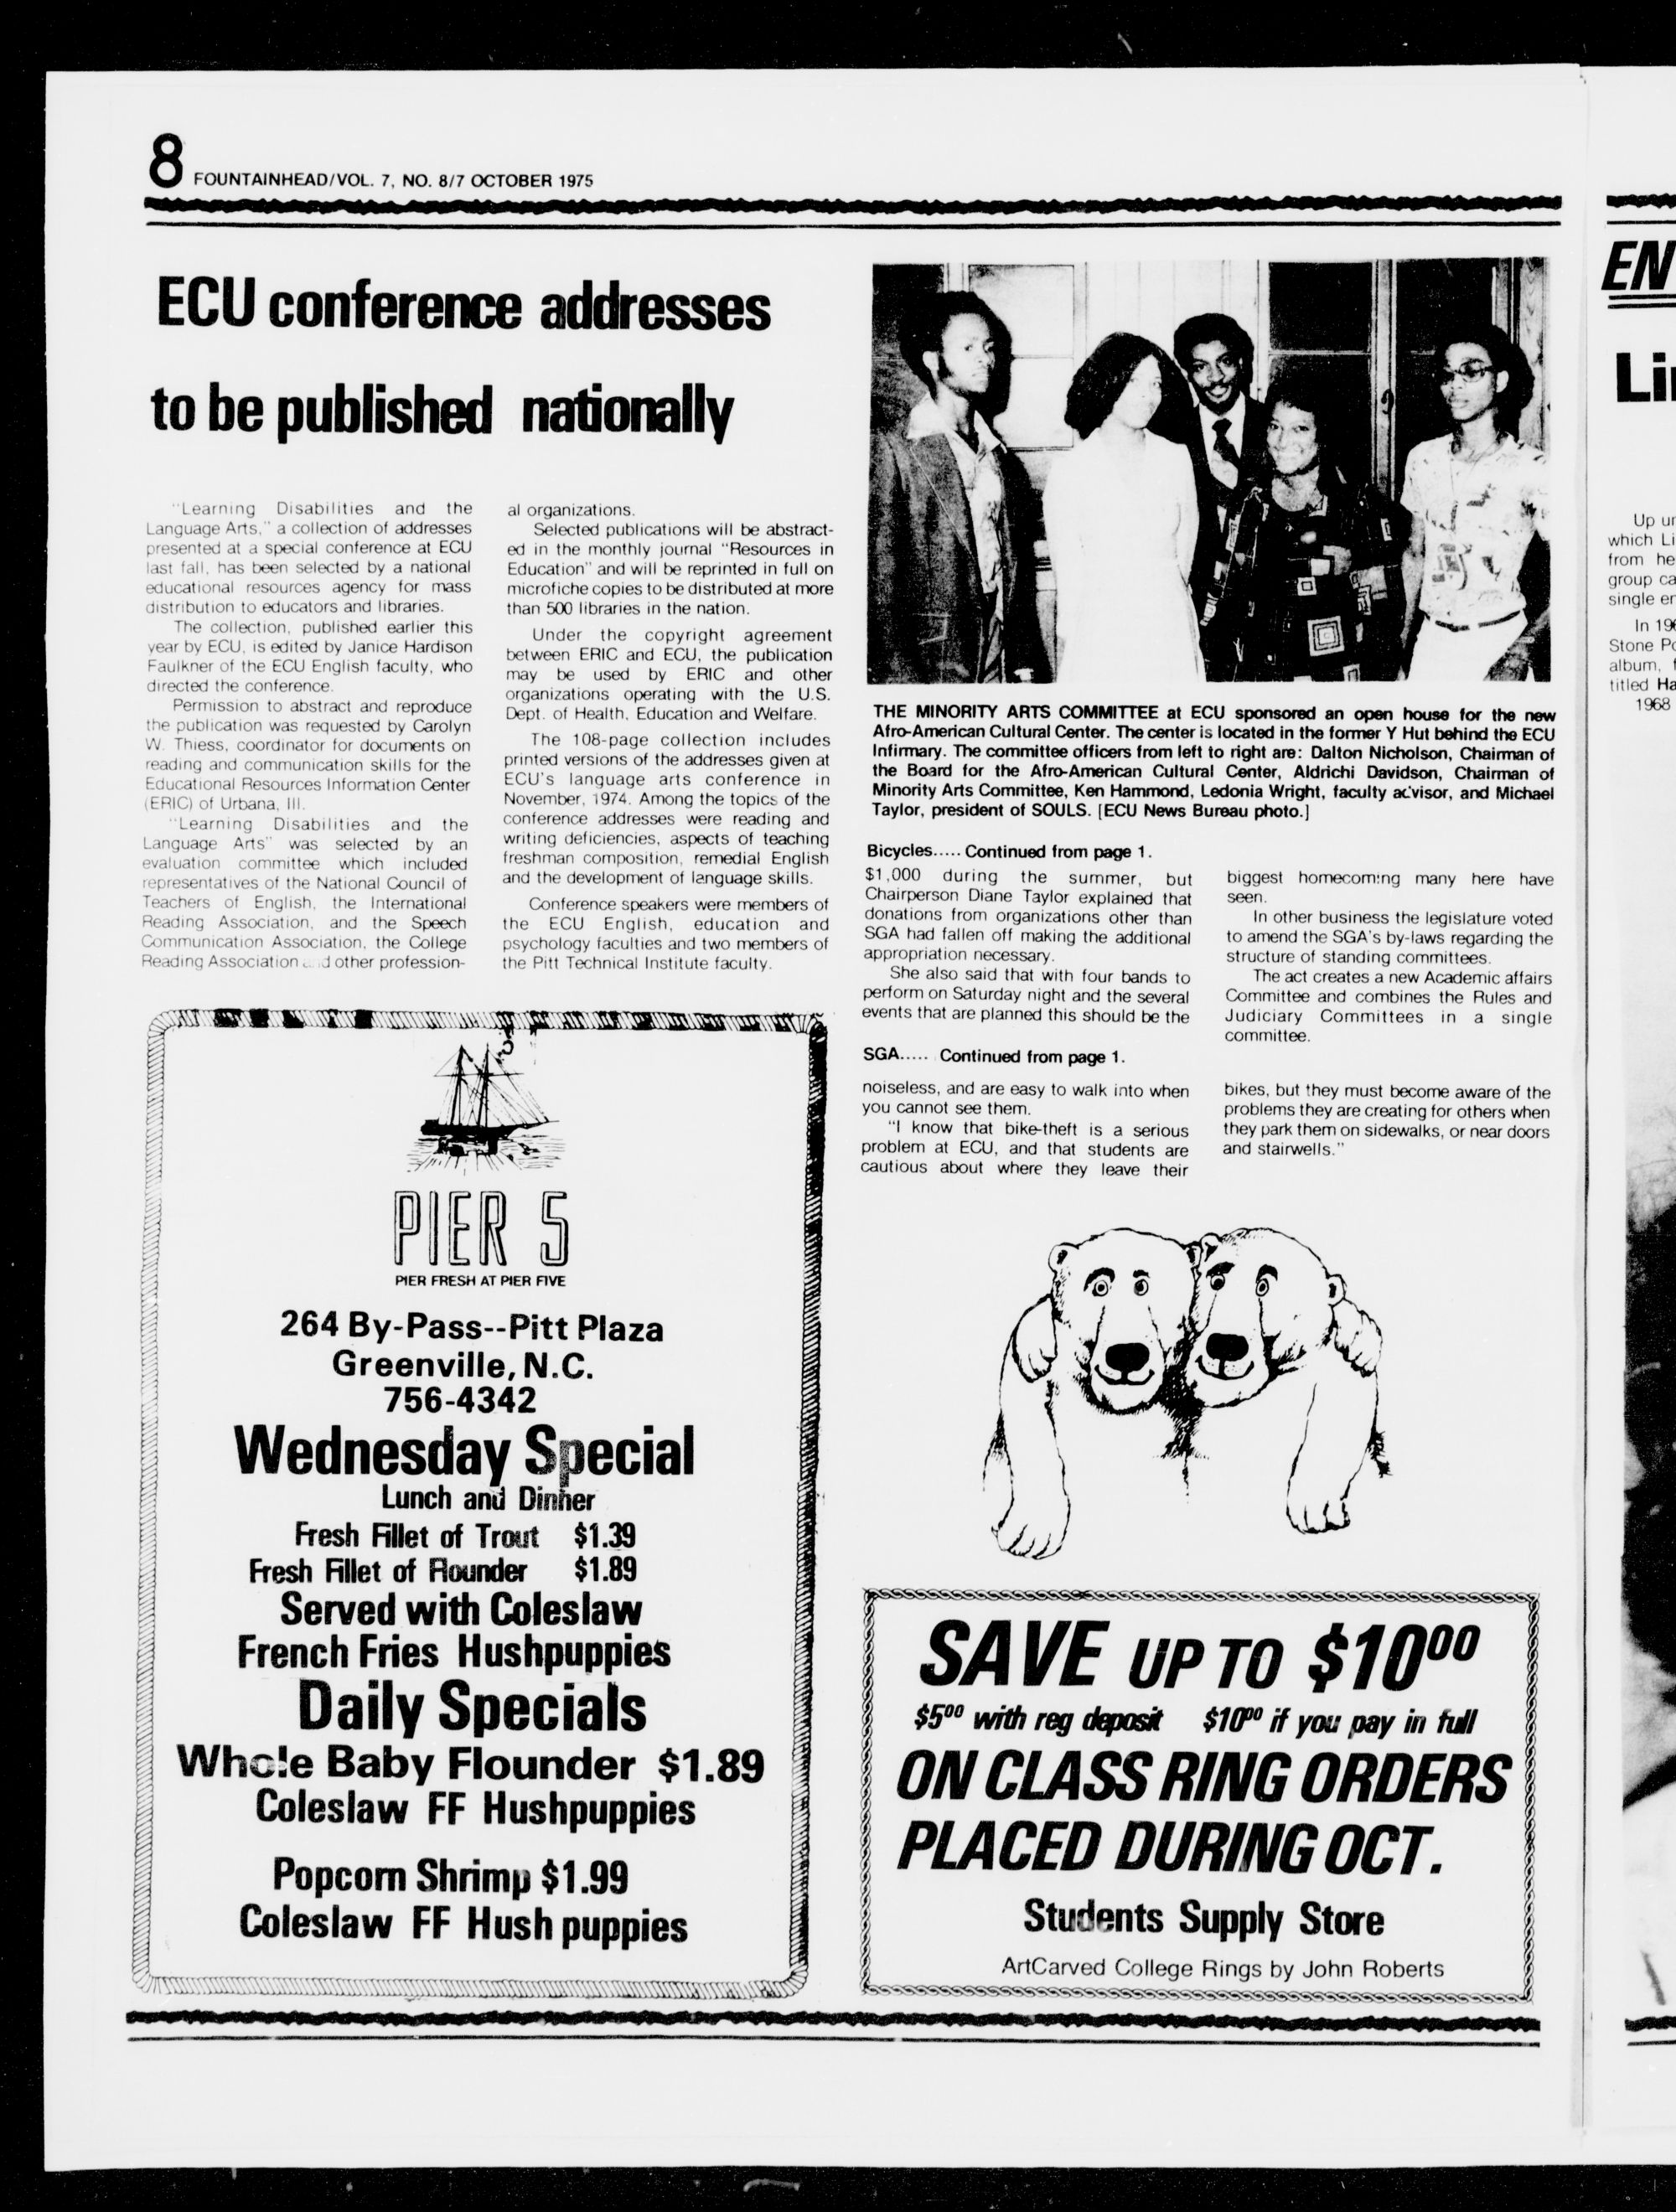 8 FOUNTAINHEAD/VOL. 7, NO. 8/7 OCTOBER 1975
ECU conference addresses
to be published nationally
"Learning Disabilities and the
Language Arts," a collection of addresses
presented at a special conference at ECU
last fall, has been selected by a national
educational resources agency for mass
distribution to educators and libraries.
The collection, published earlier this
year by ECU, is edited by Janice Hardison
Faulkner of the ECU English faculty, who
directed the conference.
Permission to abstract and reproduce
the publication was requested by Carolyn
W. Thiess, coordinator for documents on
reading and communication skills for the
Educational Resources Information Center
(ERIC) of Urbana, Ill.
"Learning Disabilities and the
Language Arts" was selected by an
evaluation committee which included
representatives of the National Council of
Teachers of English, the International
Reading Association, and the Speech
Communication Association, the College
Reading Association and other profession-
al organizations.
Selected publications will be abstract-
ed in the monthly journal "Resources in
Education" and will be reprinted in full on
microfiche copies to be distributed at more
than 500 libraries in the nation.
Under the copyright agreement
between ERIC and ECU, the publication
may be used by ERIC and other
organizations operating with the U.S.
Dept. of Health, Education and Welfare.
The 108-page collection includes
printed versions of the addresses given at
ECU's language arts conference in
November, 1974. Among the topics of the
conference addresses were reading and
writing deficiencies, aspects of teaching
freshman composition, remedial English
and the development of language skills.
Conference speakers were members of
the ECU English, education and
psychology faculties and two members of
the Pitt Technical Institute faculty.
THE MINORITY ARTS COMMITTEE at ECU sponsored an open house for the new
Afro-American Cultural Center. The center is located in the former Y Hut behind the ECU
Infirmary. The committee officers from left to right are: Dalton Nicholson, Chairman of
the Board for the Afro-American Cultural Center, Aldrichi Davidson, Chairman of
Minority Arts Committee, Ken Hammond, Ledonia Wright, faculty advisor, and Michael
Taylor, president of SOULS. [ECU News Bureau photo.]
Bicycles..... Continued from page 1.
$1,000 during the summer, but
Chairperson Diane Taylor explained that
donations from organizations other than
SGA had fallen off making the additional
appropriation necessary.
She also said that with four bands to
perform on Saturday night and the several
events that are planned this should be the
biggest homecoming many here have
seen.
In other business the legislature voted
to amend the SGA's by-laws regarding the
structure of standing committees.
The act creates a new Academic affairs
Committee and combines the Rules and
Judiciary Committees in a single
committee.
SGA..... Continued from page 1.
noiseless, and are easy to walk into when
you cannot see them.
"I know that bike-theft is a serious
problem at ECU, and that students are
cautious about where they leave their
bikes, but they must become aware of the
problems they are creating for others when
they park them on sidewalks, or near doors
and stairwells."
PIER 5
PIER FRESH AT PIER FIVE
264 By-Pass--Pitt Plaza
Greenville, N.C.
756-4342
Wednesday Special
Lunch and Dinner
Fresh Fillet of Trout $1.39
Fresh Fillet of Flounder $1.89
Served with Coleslaw
French Fries Hushpuppies
Daily Specials
Whole Baby Flounder $1.89
Coleslaw FF Hushpuppies
Popcorn Shrimp $1.99
Coleslaw FF Hush puppies
SAVE UP TO $10⁰⁰
$5⁰⁰ with reg deposit $10⁰⁰ if you pay in full
ON CLASS RING ORDERS
PLACED DURING OCT.
Students Supply Store
ArtCarved College Rings by John Roberts
EN
Li
Up
which Li
from he
group ca
single er
In 196
Stone Po
album,
titled Ha
1968